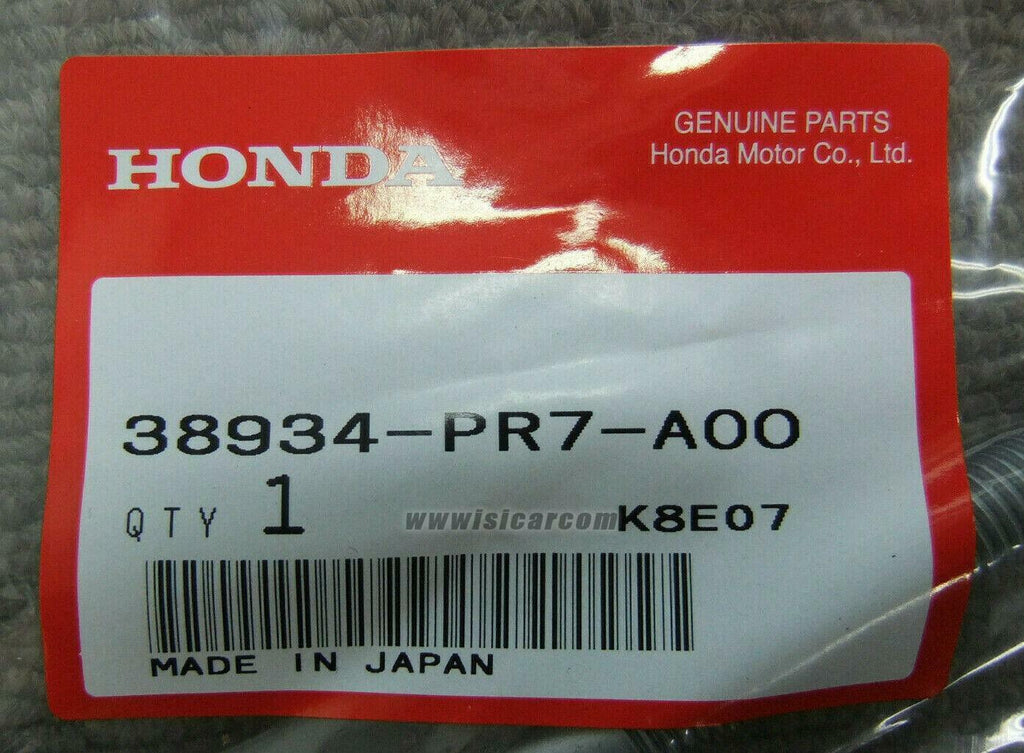 HONDA
GENUINE PARTS
Honda Motor Co., Ltd.
38934-PR7-A00
QTY 1
wwwisicarcom K8E07
MADE IN JAPAN